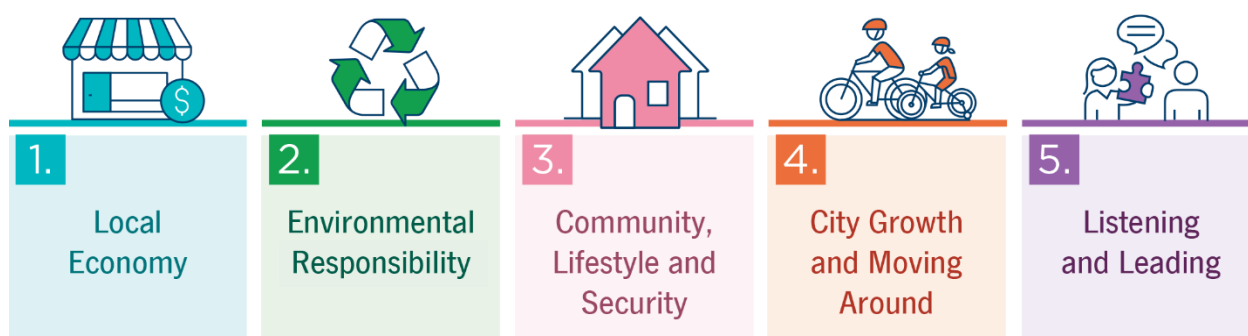 $
1.
Local
Economy
2.
Environmental
Responsibility
3.
Community,
Lifestyle and
Security
4.
City Growth
and Moving
Around
5.
Listening
and Leading